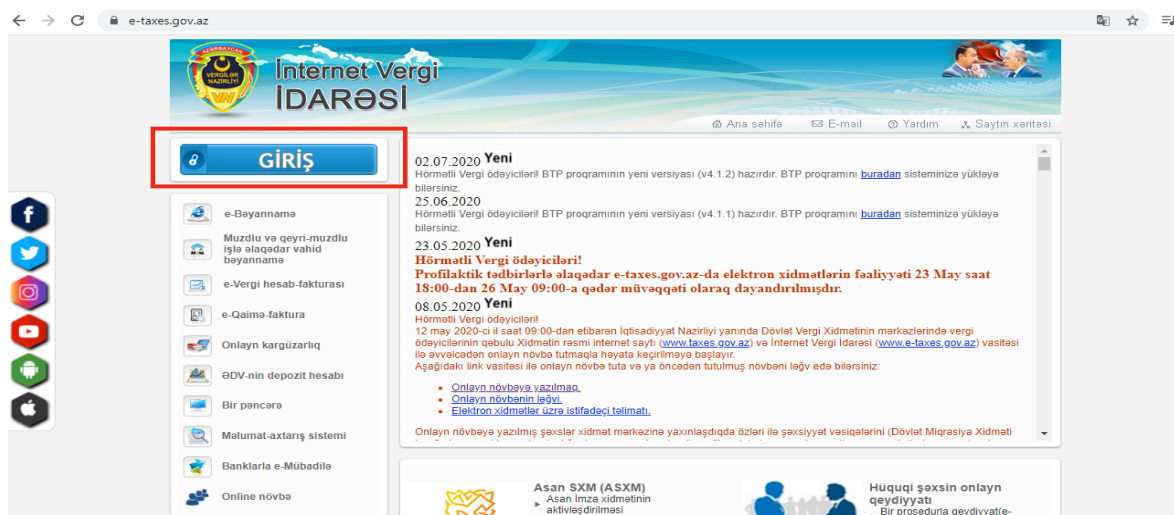 e-taxes.gov.az
AZƏRBAYCAN
VERGİLƏR
NAZİRLİYİ
VN
İnternet Vergi
İDARƏSİ
Ana səhifə E-mail Yardım Saytın xəritəsi
GİRİŞ
e-Bəyannamə
Muzdlu və qeyri-muzdlu
işlə əlaqədar vahid
bəyannamə
e-Vergi hesab-fakturası
e-Qaimə-faktura
Onlayn kargüzarlıq
ƏDV-nin depozit hesabı
Bir pəncərə
Məlumat-axtarış sistemi
Banklarla e-Mübadilə
Online növbə
02.07.2020 Yeni
Hörmətli Vergi ödəyiciləri! BTP proqramının yeni versiyası (v4.1.2) hazırdır. BTP proqramını buradan sisteminizə yükləyə
bilərsiniz.
25.06.2020
Hörmətli Vergi ödəyiciləri! BTP proqramının yeni versiyası (v4.1.1) hazırdır. BTP proqramını buradan sisteminizə yükləyə
bilərsiniz.
23.05.2020 Yeni
Hörmətli Vergi ödəyiciləri!
Profilaktik tədbirlərlə əlaqədar e-taxes.gov.az-da elektron xidmətlərin fəaliyyəti 23 May saat
18:00-dan 26 May 09:00-a qədər müvəqqəti olaraq dayandırılmışdır.
08.05.2020 Yeni
Hörmətli Vergi ödəyiciləri!
12 may 2020-ci il saat 09:00-dan etibarən İqtisadiyyat Nazirliyi yanında Dövlət Vergi Xidmətinin mərkəzlərində vergi
ödəyicilərinin qəbulu Xidmətin rəsmi internet saytı (www.taxes.gov.az) və İnternet Vergi İdarəsi (www.e-taxes.gov.az) vasitəsi
ilə əvvəlcədən onlayn növbə tutmaqla həyata keçirilməyə başlayır.
Aşağıdakı link vasitəsi ilə onlayn növbə tuta və ya öncədən tutulmuş növbəni ləğv edə bilərsiniz:
Onlayn növbəyə yazılmaq.
Onlayn növbənin ləğvi.
Elektron xidmətlər üzrə istifadəçi təlimatı.
Onlayn növbəyə yazılmış şəxslər xidmət mərkəzinə yaxınlaşdıqda özləri ilə şəxsiyyət vəsiqələrini (Dövlət Miqrasiya Xidməti
Asan SXM (ASXM)
Asan İmza xidmətinin
aktivləşdirilməsi
Hüquqi şəxsin onlayn
qeydiyyatı
Bir prosedurla qeydiyyat(e-